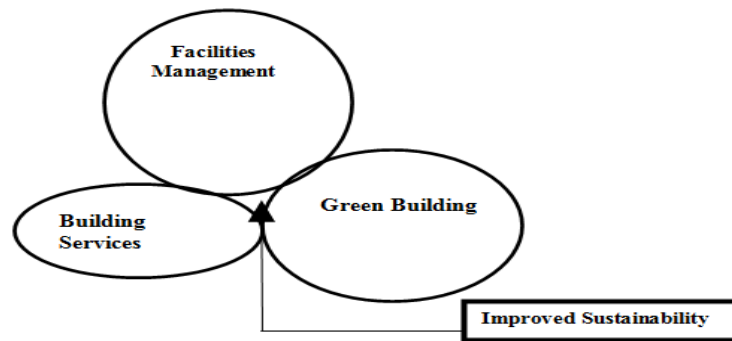 Facilities
Management
Green Building
Building
Services
Improved Sustainability